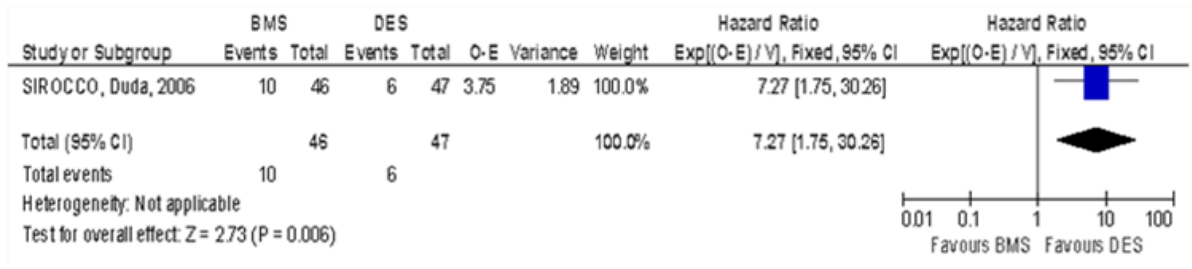 BMS DES Hazard Ratio Hazard Ratio
Study or Subgroup Events Total Events Total O-E Variance Weight Exp[(O-E) / V], Fixed, 95% CI Exp[(O-E) / V], Fixed, 95% CI
SIROCCO, Duda, 2006 10 46 6 47 3.75 1.89 100.0% 7.27 [1.75, 30.26]
Total (95% CI) 46 47 100.0% 7.27 [1.75, 30.26]
Total events 10 6
Heterogeneity: Not applicable
Test for overall effect: Z = 2.73 (P = 0.006)
0.01 0.1 1 10 100
Favours BMS Favours DES